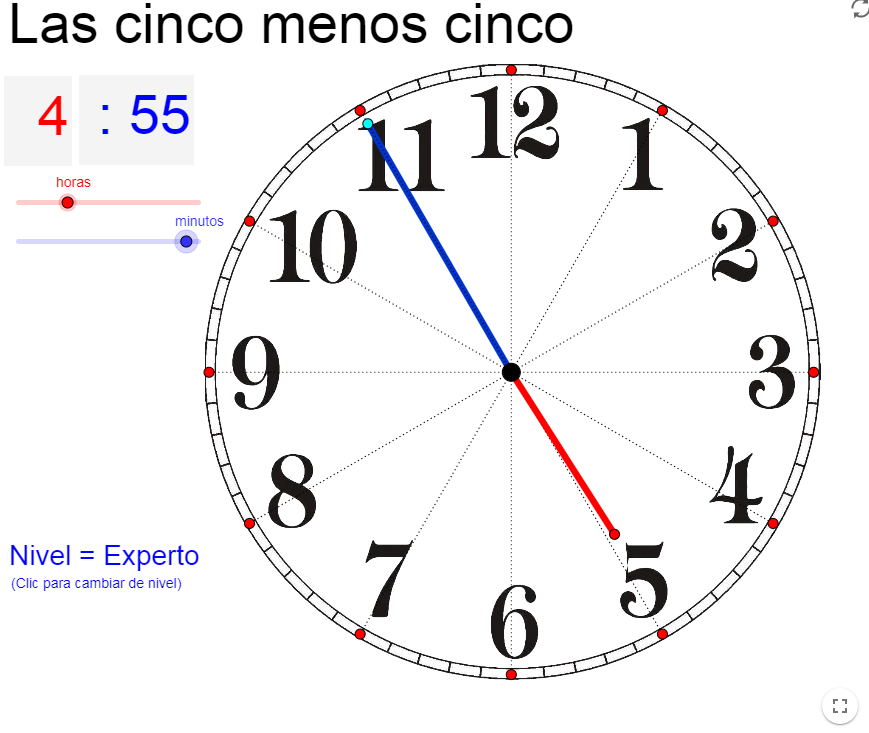 Las cinco menos cinco
4 : 55
horas
minutos
12
11
1
10
2
9
3
8
4
7
5
6
Nivel = Experto
(Clic para cambiar de nivel)